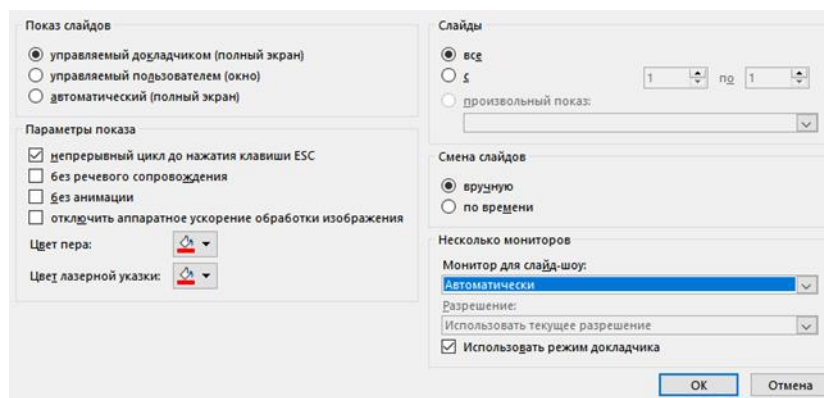 Показ слайдов
управляемый докладчиком (полный экран)
управляемый пользователем (окно)
автоматический (полный экран)
Параметры показа
непрерывный цикл до нажатия клавиши ESC
без речевого сопровождения
без анимации
отключить аппаратное ускорение обработки изображения
Цвет пера:
Цвет лазерной указки:
Слайды
все
с 1 по 1
произвольный показ:
Смена слайдов
вручную
по времени
Несколько мониторов
Монитор для слайд-шоу:
Автоматически
Разрешение:
Использовать текущее разрешение
Использовать режим докладчика
ОК Отмена